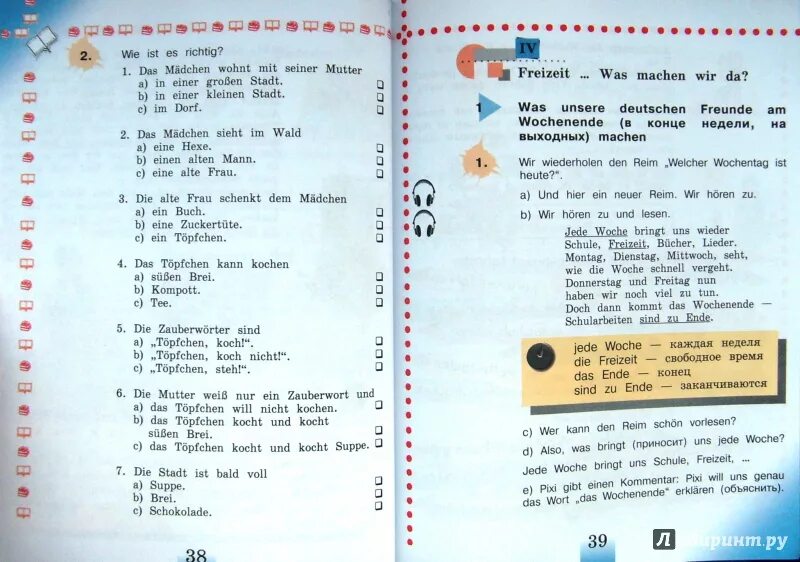 2. Wie ist es richtig?
1. Das Mädchen wohnt mit seiner Mutter
a) in einer großen Stadt.
b) in einer kleinen Stadt.
c) im Dorf.
2. Das Mädchen sieht im Wald
a) eine Hexe.
b) einen alten Mann.
c) eine alte Frau.
3. Die alte Frau schenkt dem Mädchen
a) ein Buch.
b) eine Zuckertüte.
c) ein Töpfchen.
4. Das Töpfchen kann kochen
a) süßen Brei.
b) Kompott.
c) Tee.
5. Die Zauberwörter sind
a) „Töpfchen, koch!“.
b) „Töpfchen, koch nicht!“.
c) „Töpfchen, steh!“.
6. Die Mutter weiß nur ein Zauberwort und
a) das Töpfchen will nicht kochen.
b) das Töpfchen kocht und kocht
süßen Brei.
c) das Töpfchen kocht und kocht Suppe.
7. Die Stadt ist bald voll
a) Suppe.
b) Brei.
c) Schokolade.
38
IV
Freizeit ... Was machen wir da?
1 Was unsere deutschen Freunde am
Wochenende (в конце недели, на
выходных) machen
1. Wir wiederholen den Reim „Welcher Wochentag ist
heute?“.
a) Und hier ein neuer Reim. Wir hören zu.
b) Wir hören zu und lesen.
Jede Woche bringt uns wieder
Schule, Freizeit, Bücher, Lieder.
Montag, Dienstag, Mittwoch, seht,
wie die Woche schnell vergeht.
Donnerstag und Freitag nun
haben wir noch viel zu tun.
Doch dann kommt das Wochenende —
Schularbeiten sind zu Ende.
jede Woche — каждая неделя
die Freizeit — свободное время
das Ende — конец
sind zu Ende — заканчиваются
c) Wer kann den Reim schön vorlesen?
d) Also, was bringt (приносит) uns jede Woche?
Jede Woche bringt uns Schule, Freizeit, ...
e) Pixi gibt einen Kommentar: Pixi will uns genau
das Wort „das Wochenende“ erklären (объяснить).
39
Лабиринт.ру